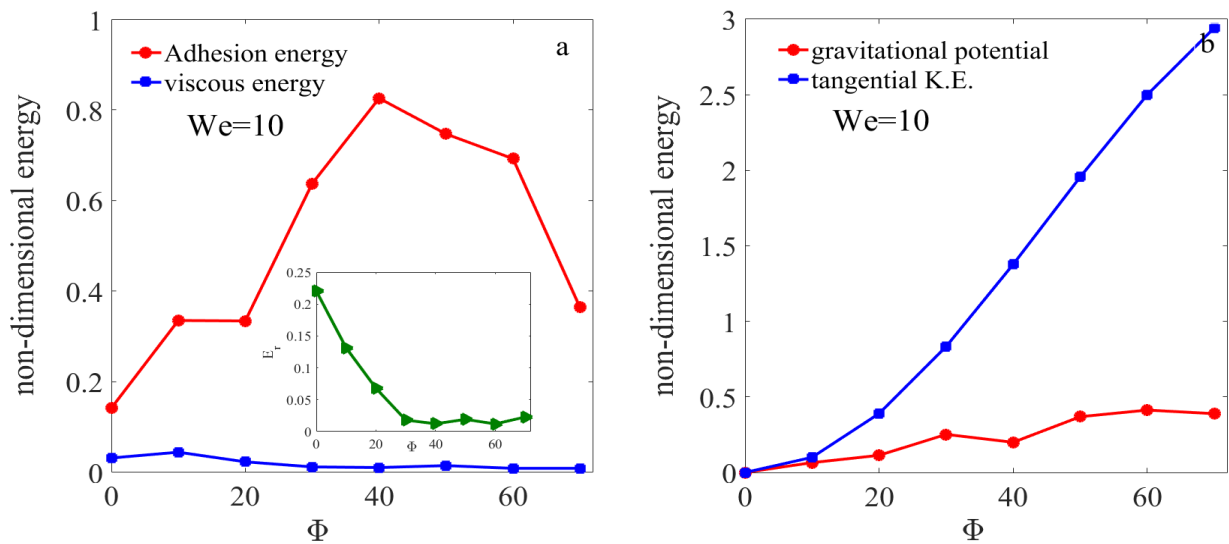 a
Adhesion energy
viscous energy
We=10
non-dimensional energy
1
0.8
0.6
0.4
0.2
0
0 20 40 60
Φ
0.25
0.2
0.15
0.1
0.05
0
E_r
0 20 Φ 40 60
b
gravitational potential
tangential K.E.
We=10
non-dimensional energy
3
2.5
2
1.5
1
0.5
0
0 20 40 60
Φ